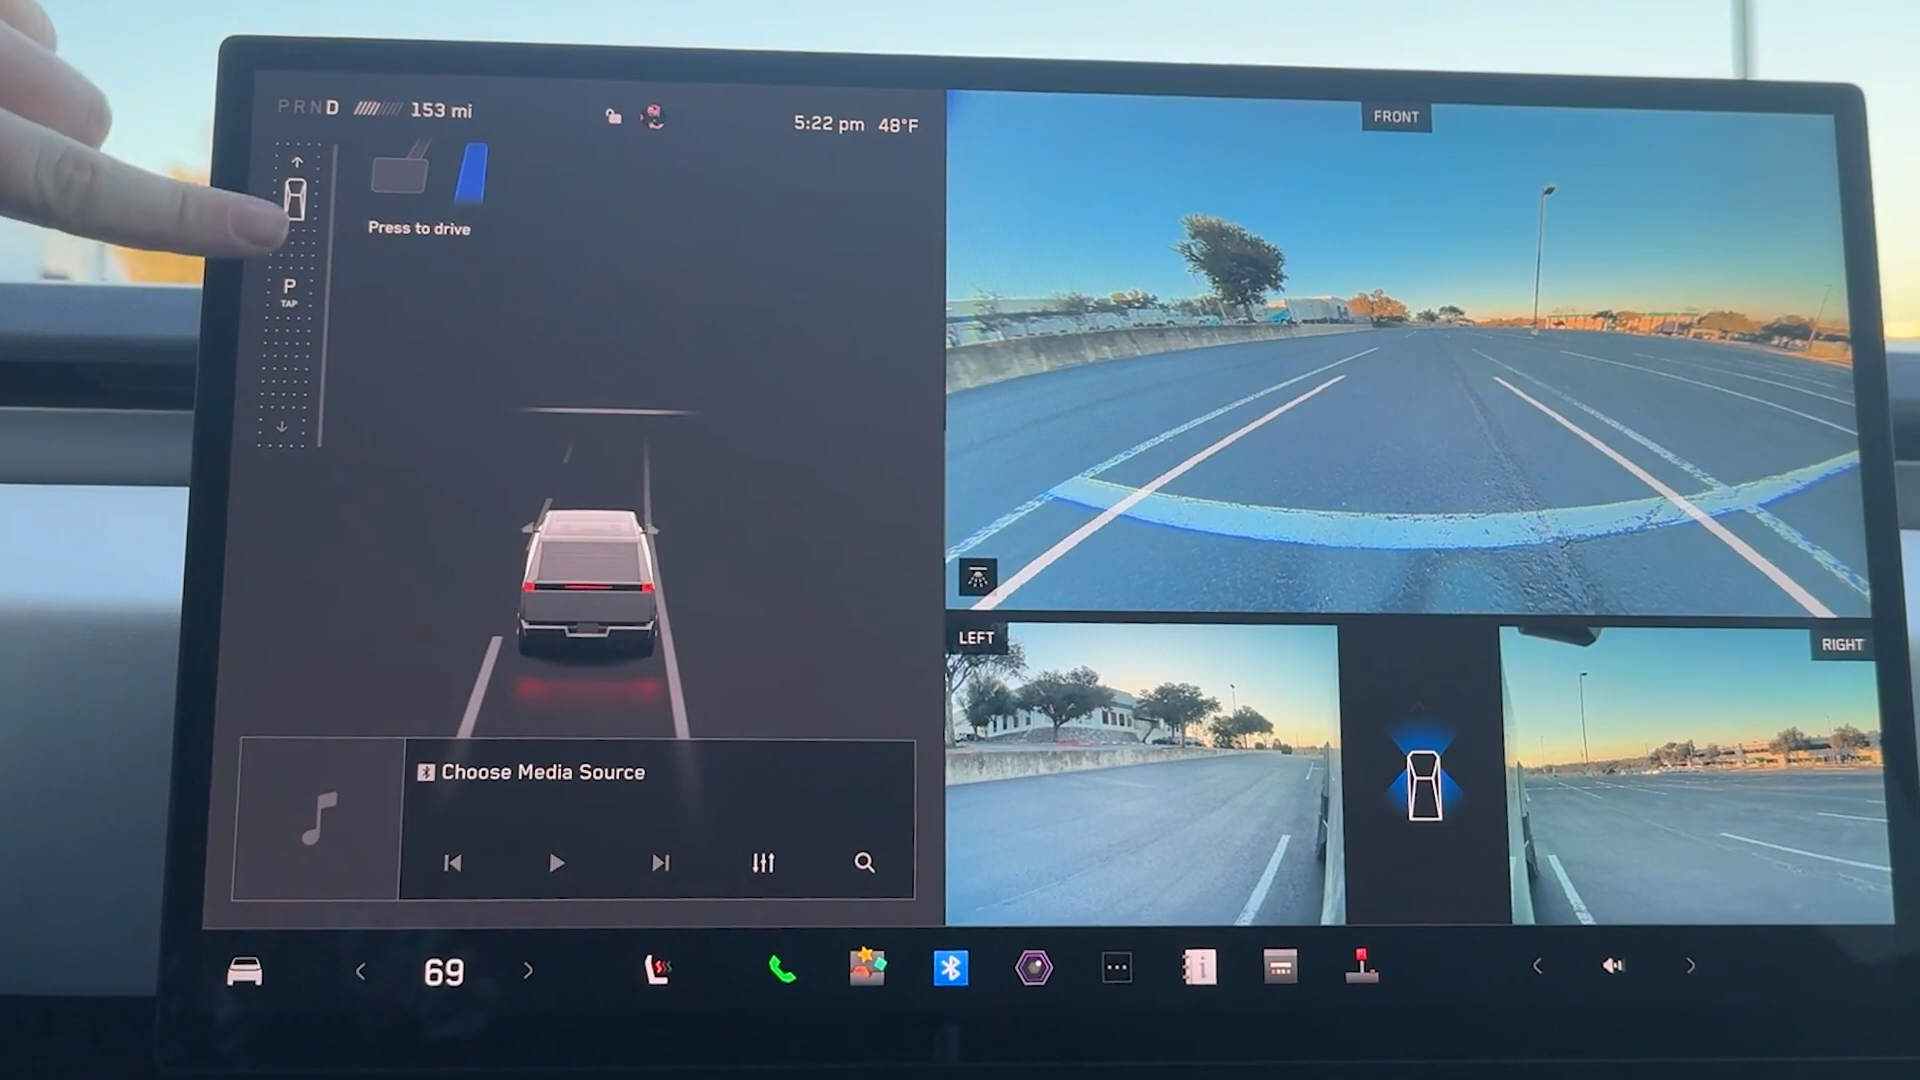 PRND 153 mi
5:22 pm 48°F
FRONT
Press to drive
P
TAP
LEFT
RIGHT
Choose Media Source
69